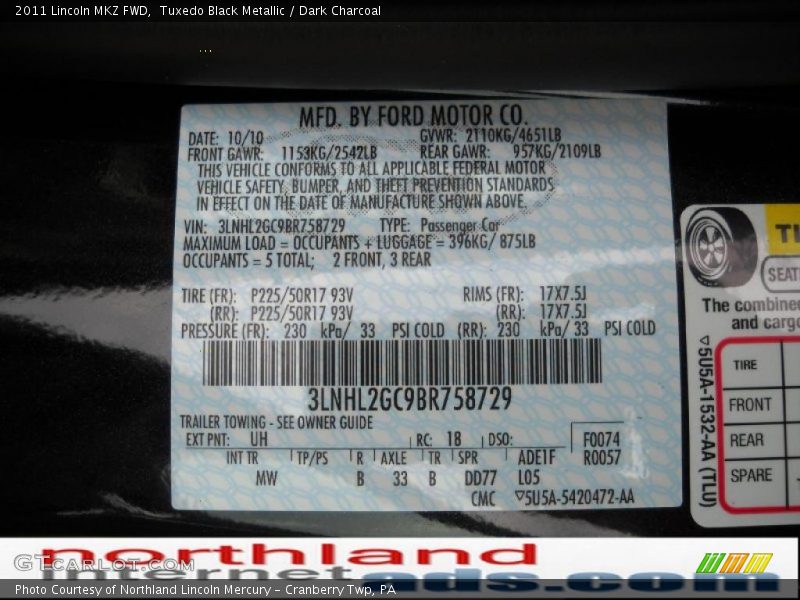 2011 Lincoln MKZ FWD,  Tuxedo Black Metallic / Dark Charcoal
MFD. BY FORD MOTOR CO.
DATE: 10/10 GVWR: 2110KG/4651LB
FRONT GAWR: 1153KG/2542LB REAR GAWR: 957KG/2109LB
THIS VEHICLE CONFORMS TO ALL APPLICABLE FEDERAL MOTOR
VEHICLE SAFETY, BUMPER, AND THEFT PREVENTION STANDARDS
IN EFFECT ON THE DATE OF MANUFACTURE SHOWN ABOVE.
VIN: 3LNHL2GC9BR758729 TYPE: Passenger Car
MAXIMUM LOAD = OCCUPANTS + LUGGAGE = 396KG/ 875LB
OCCUPANTS = 5 TOTAL; 2 FRONT, 3 REAR
TIRE (FR): P225/50R17 93V RIMS (FR): 17X7.5J
(RR): P225/50R17 93V (RR): 17X7.5J
PRESSURE (FR): 230 kPa/ 33 PSI COLD (RR): 230 kPa/ 33 PSI COLD
3LNHL2GC9BR758729
TRAILER TOWING - SEE OWNER GUIDE
EXT PNT: UH RC: 18 DSO: F0074
INT TR TP/PS R AXLE TR SPR ADE1F R0057
MW B 33 B DD77 L05
CMC ▽5U5A-5420472-AA
TI
SEATI
The combined
and cargo
TIRE
FRONT
REAR
SPARE
▽5U5A-1532-AA (TLU)
GTCarLot.com
northland
internetads.com
Photo Courtesy of Northland Lincoln Mercury – Cranberry Twp, PA